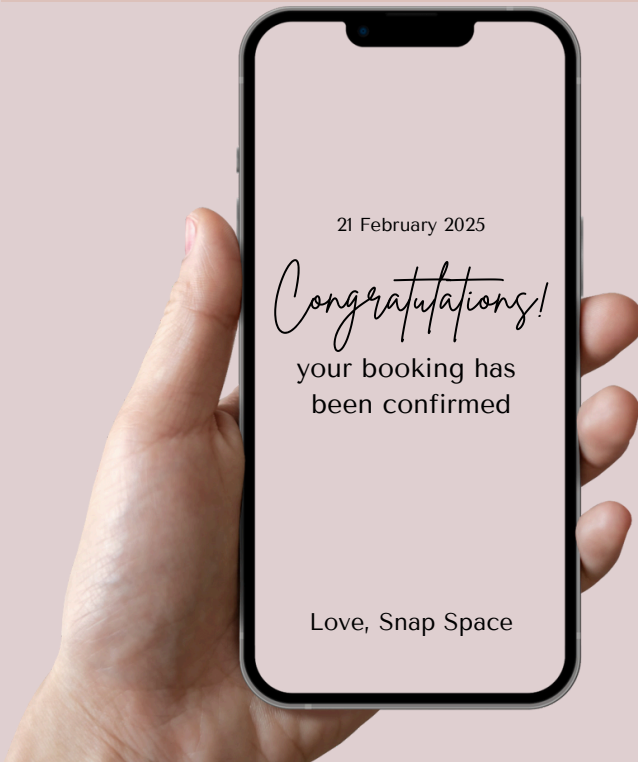 21 February 2025
Congratulations!
your booking has
been confirmed
Love, Snap Space